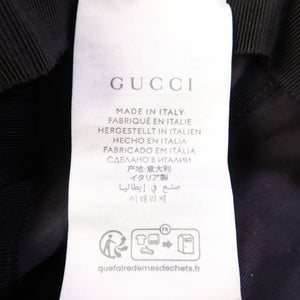 GUCCI
MADE IN ITALY
FABRIQUÉ EN ITALIE
HERGESTELLT IN ITALIEN
HECHO EN ITALIA
FABRICADO EM ITÁLIA
СДЕЛАНО В ИТАЛИИ
产地:意大利
イタリア製
صنع في إيطاليا
이태리제
FR
quefairedemesdechets.fr